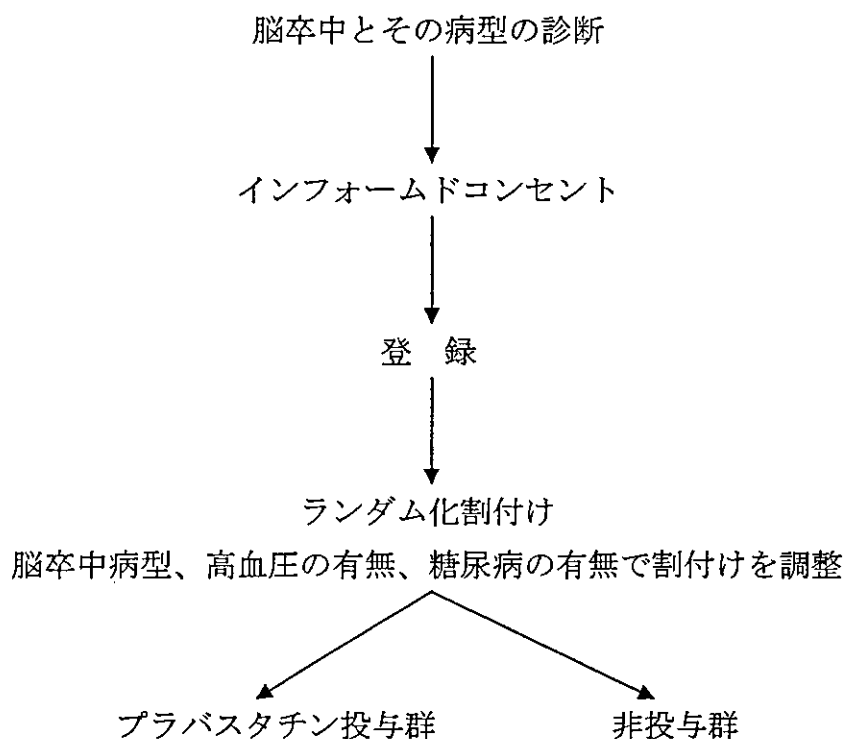 脳卒中とその病型の診断
インフォームドコンセント
登　録
ランダム化割付け
脳卒中病型、高血圧の有無、糖尿病の有無で割付けを調整
プラバスタチン投与群　非投与群